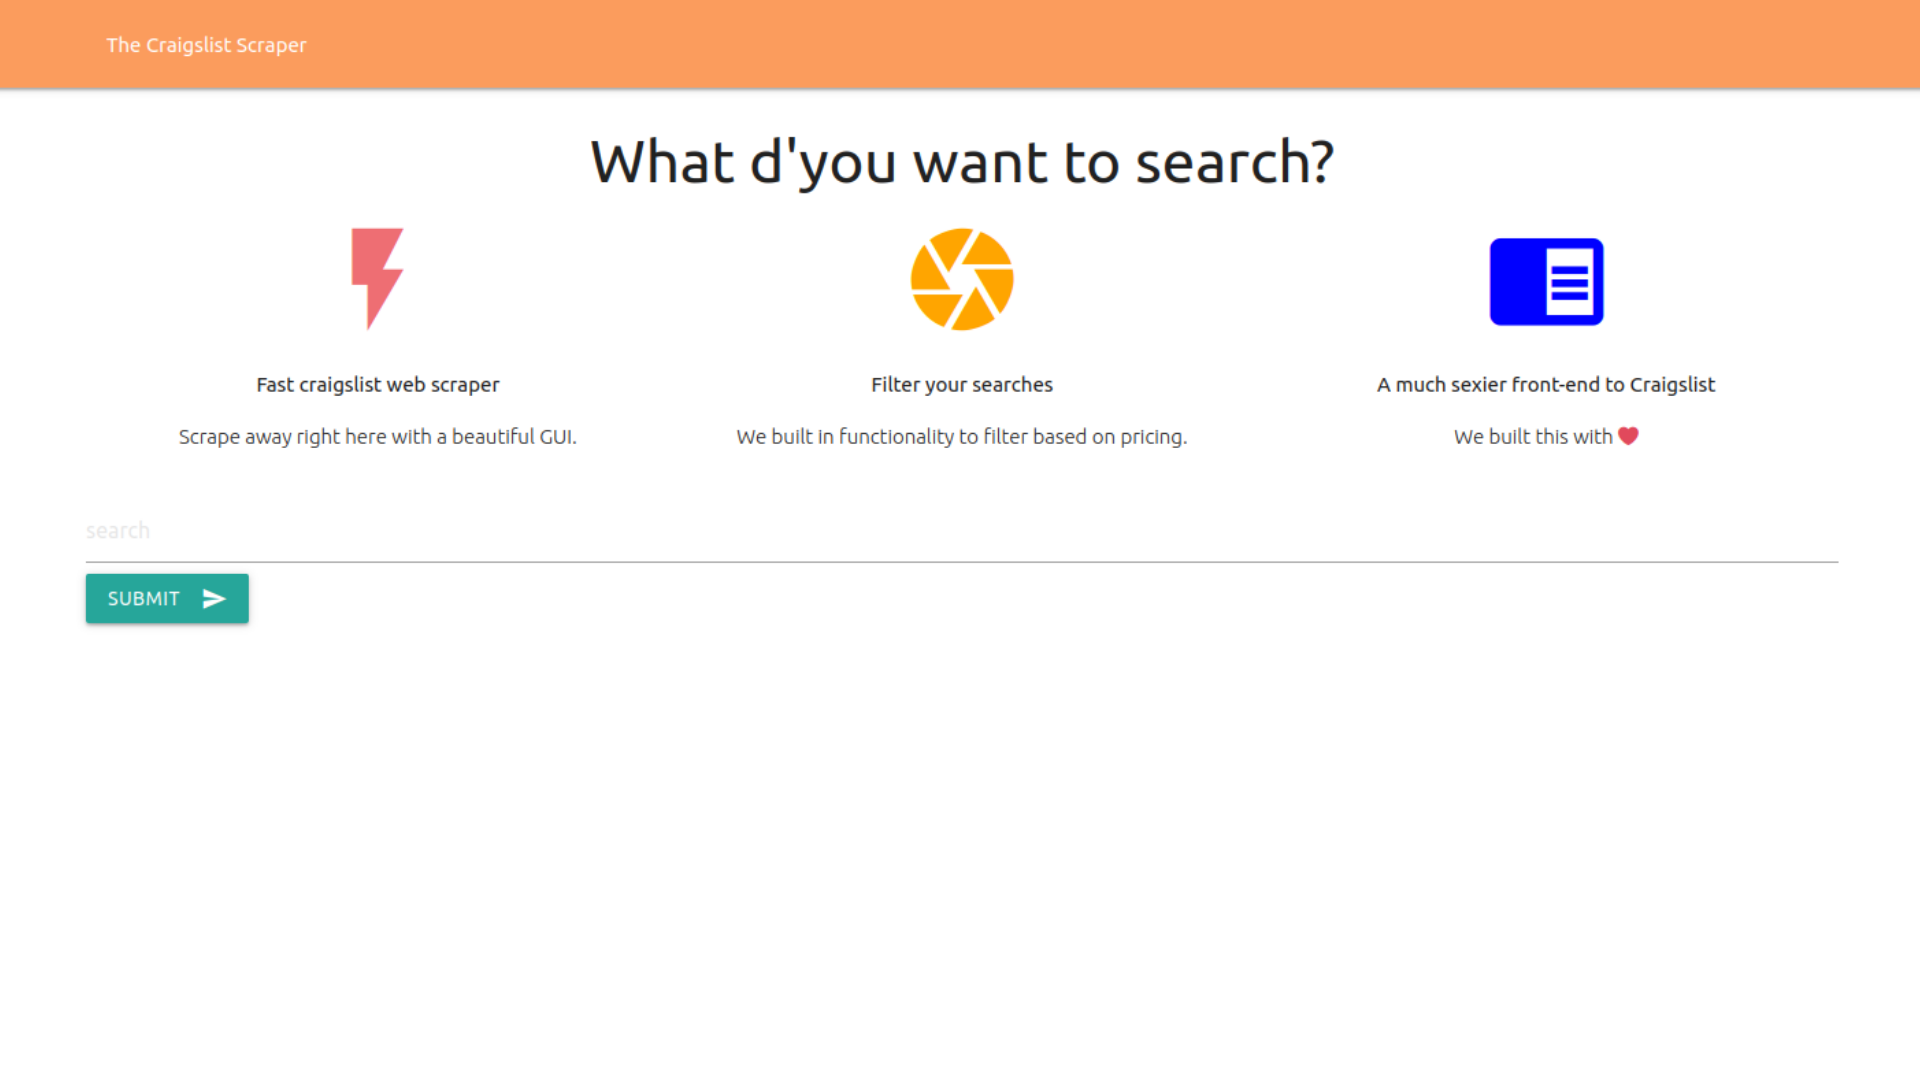 The Craigslist Scraper
What d'you want to search?
Fast craigslist web scraper
Scrape away right here with a beautiful GUI.
Filter your searches
We built in functionality to filter based on pricing.
A much sexier front-end to Craigslist
We built this with
search
SUBMIT